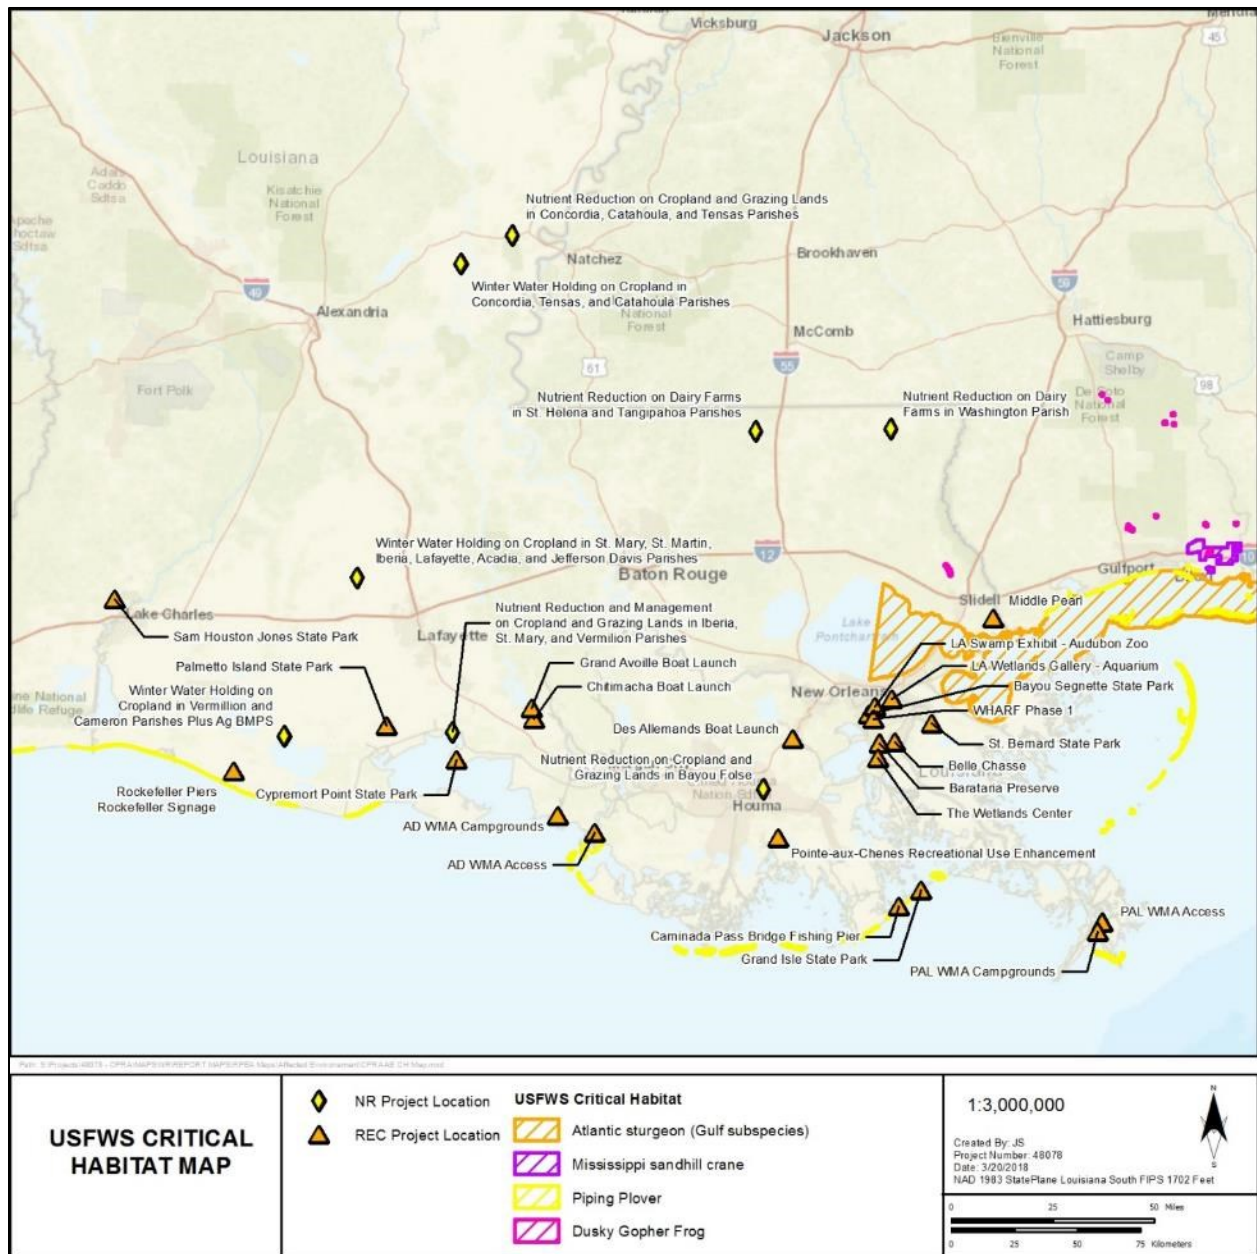 Vicksburg
Jackson
45
Bienville
National
Forest
Louisiana
Kisatchie
National
Forest
Nutrient Reduction on Cropland and Grazing Lands
in Concordia, Catahoula, and Tensas Parishes
Natchez
Brookhaven
Winter Water Holding on Cropland in
Concordia, Tensas, and Catahoula Parishes
National
Forest
49
59
Alexandria
McComb
Hattiesburg
Camp
Shelby
Fort Polk
61
55
98
De Soto
National
Forest
Nutrient Reduction on Dairy Farms
in St. Helena and Tangipahoa Parishes
Nutrient Reduction on Dairy
Farms in Washington Parish
Winter Water Holding on Cropland in St. Mary, St. Martin,
Iberia, Lafayette, Acadia, and Jefferson Davis Parishes
12
Baton Rouge
Gulfport
10
Slidell
Middle Pearl
Lake Charles
Sam Houston Jones State Park
Nutrient Reduction and Management
on Cropland and Grazing Lands in Iberia,
St. Mary, and Vermilion Parishes
Lafayette
Lake
LA Swamp Exhibit - Audubon Zoo
Palmetto Island State Park
Grand Avoille Boat Launch
LA Wetlands Gallery - Aquarium
Chitimacha Boat Launch
New Orleans
Bayou Segnette State Park
Winter Water Holding on
Cropland in Vermillion and
Cameron Parishes Plus Ag BMPS
WHARF Phase 1
Des Allemands Boat Launch
St. Bernard State Park
Nutrient Reduction on Cropland and
Grazing Lands in Bayou Folse
Belle Chasse
Louisiana
Barataria Preserve
Rockefeller Piers
Rockefeller Signage
Cypremort Point State Park
Houma
The Wetlands Center
AD WMA Campgrounds
AD WMA Access
Pointe-aux-Chenes Recreational Use Enhancement
PAL WMA Access
Caminada Pass Bridge Fishing Pier
Grand Isle State Park
PAL WMA Campgrounds
USFWS CRITICAL
HABITAT MAP
NR Project Location
REC Project Location
USFWS Critical Habitat
Atlantic sturgeon (Gulf subspecies)
Mississippi sandhill crane
Piping Plover
Dusky Gopher Frog
1:3,000,000
N
S
Created By: JS
Project Number: 48078
Date: 3/20/2018
NAD 1983 StatePlane Louisiana South FIPS 1702 Feet
0 25 50 Miles
0 25 50 75 Kilometers